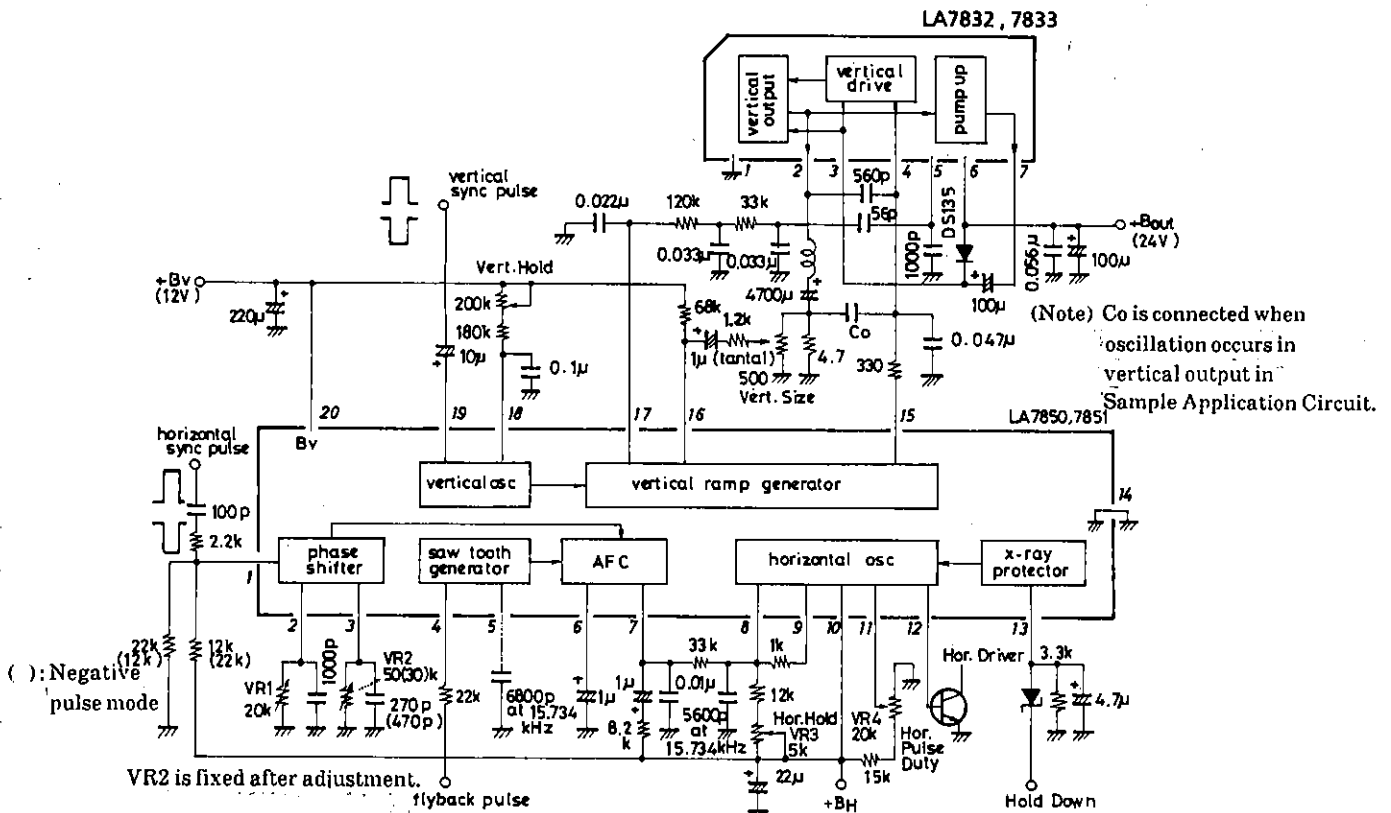 LA7832, 7833
vertical output
vertical drive
pump up
1 2 3 4 5 6 7
vertical sync pulse
0.022μ
120k
33k
560p
56p
DS135
0.033μ
0.033μ
1000p
+Bout (24V)
0.056μ
100μ
+Bv (12V)
220μ
Vert.Hold
200k
180k
10μ
0.1μ
68k
1.2k
1μ (tantal)
4700μ
Co
100μ
500
Vert. Size
4.7
330
0.047μ
(Note) Co is connected when
oscillation occurs in
vertical output in
Sample Application Circuit.
20 19 18 17 16 15
Bv
LA7850,7851
horizontal sync pulse
100p
2.2k
vertical osc
vertical ramp generator
14
phase shifter
saw tooth generator
AFC
horizontal osc
x-ray protector
1
2 3 4 5 6 7 8 9 10 11 12 13
22k (12k)
12k (22k)
( ): Negative
pulse mode
VR1 20k
1000p
VR2 50(30)k
270p (470p)
22k
6800p at 15.734 kHz
1μ
1μ
8.2k
0.01μ
33k
5600p at 15.734kHz
1k
12k
Hor.Hold VR3 5k
22μ
VR4 20k
Hor. Pulse Duty
15k
Hor. Driver
3.3k
4.7μ
VR2 is fixed after adjustment.
flyback pulse
+BH
Hold Down